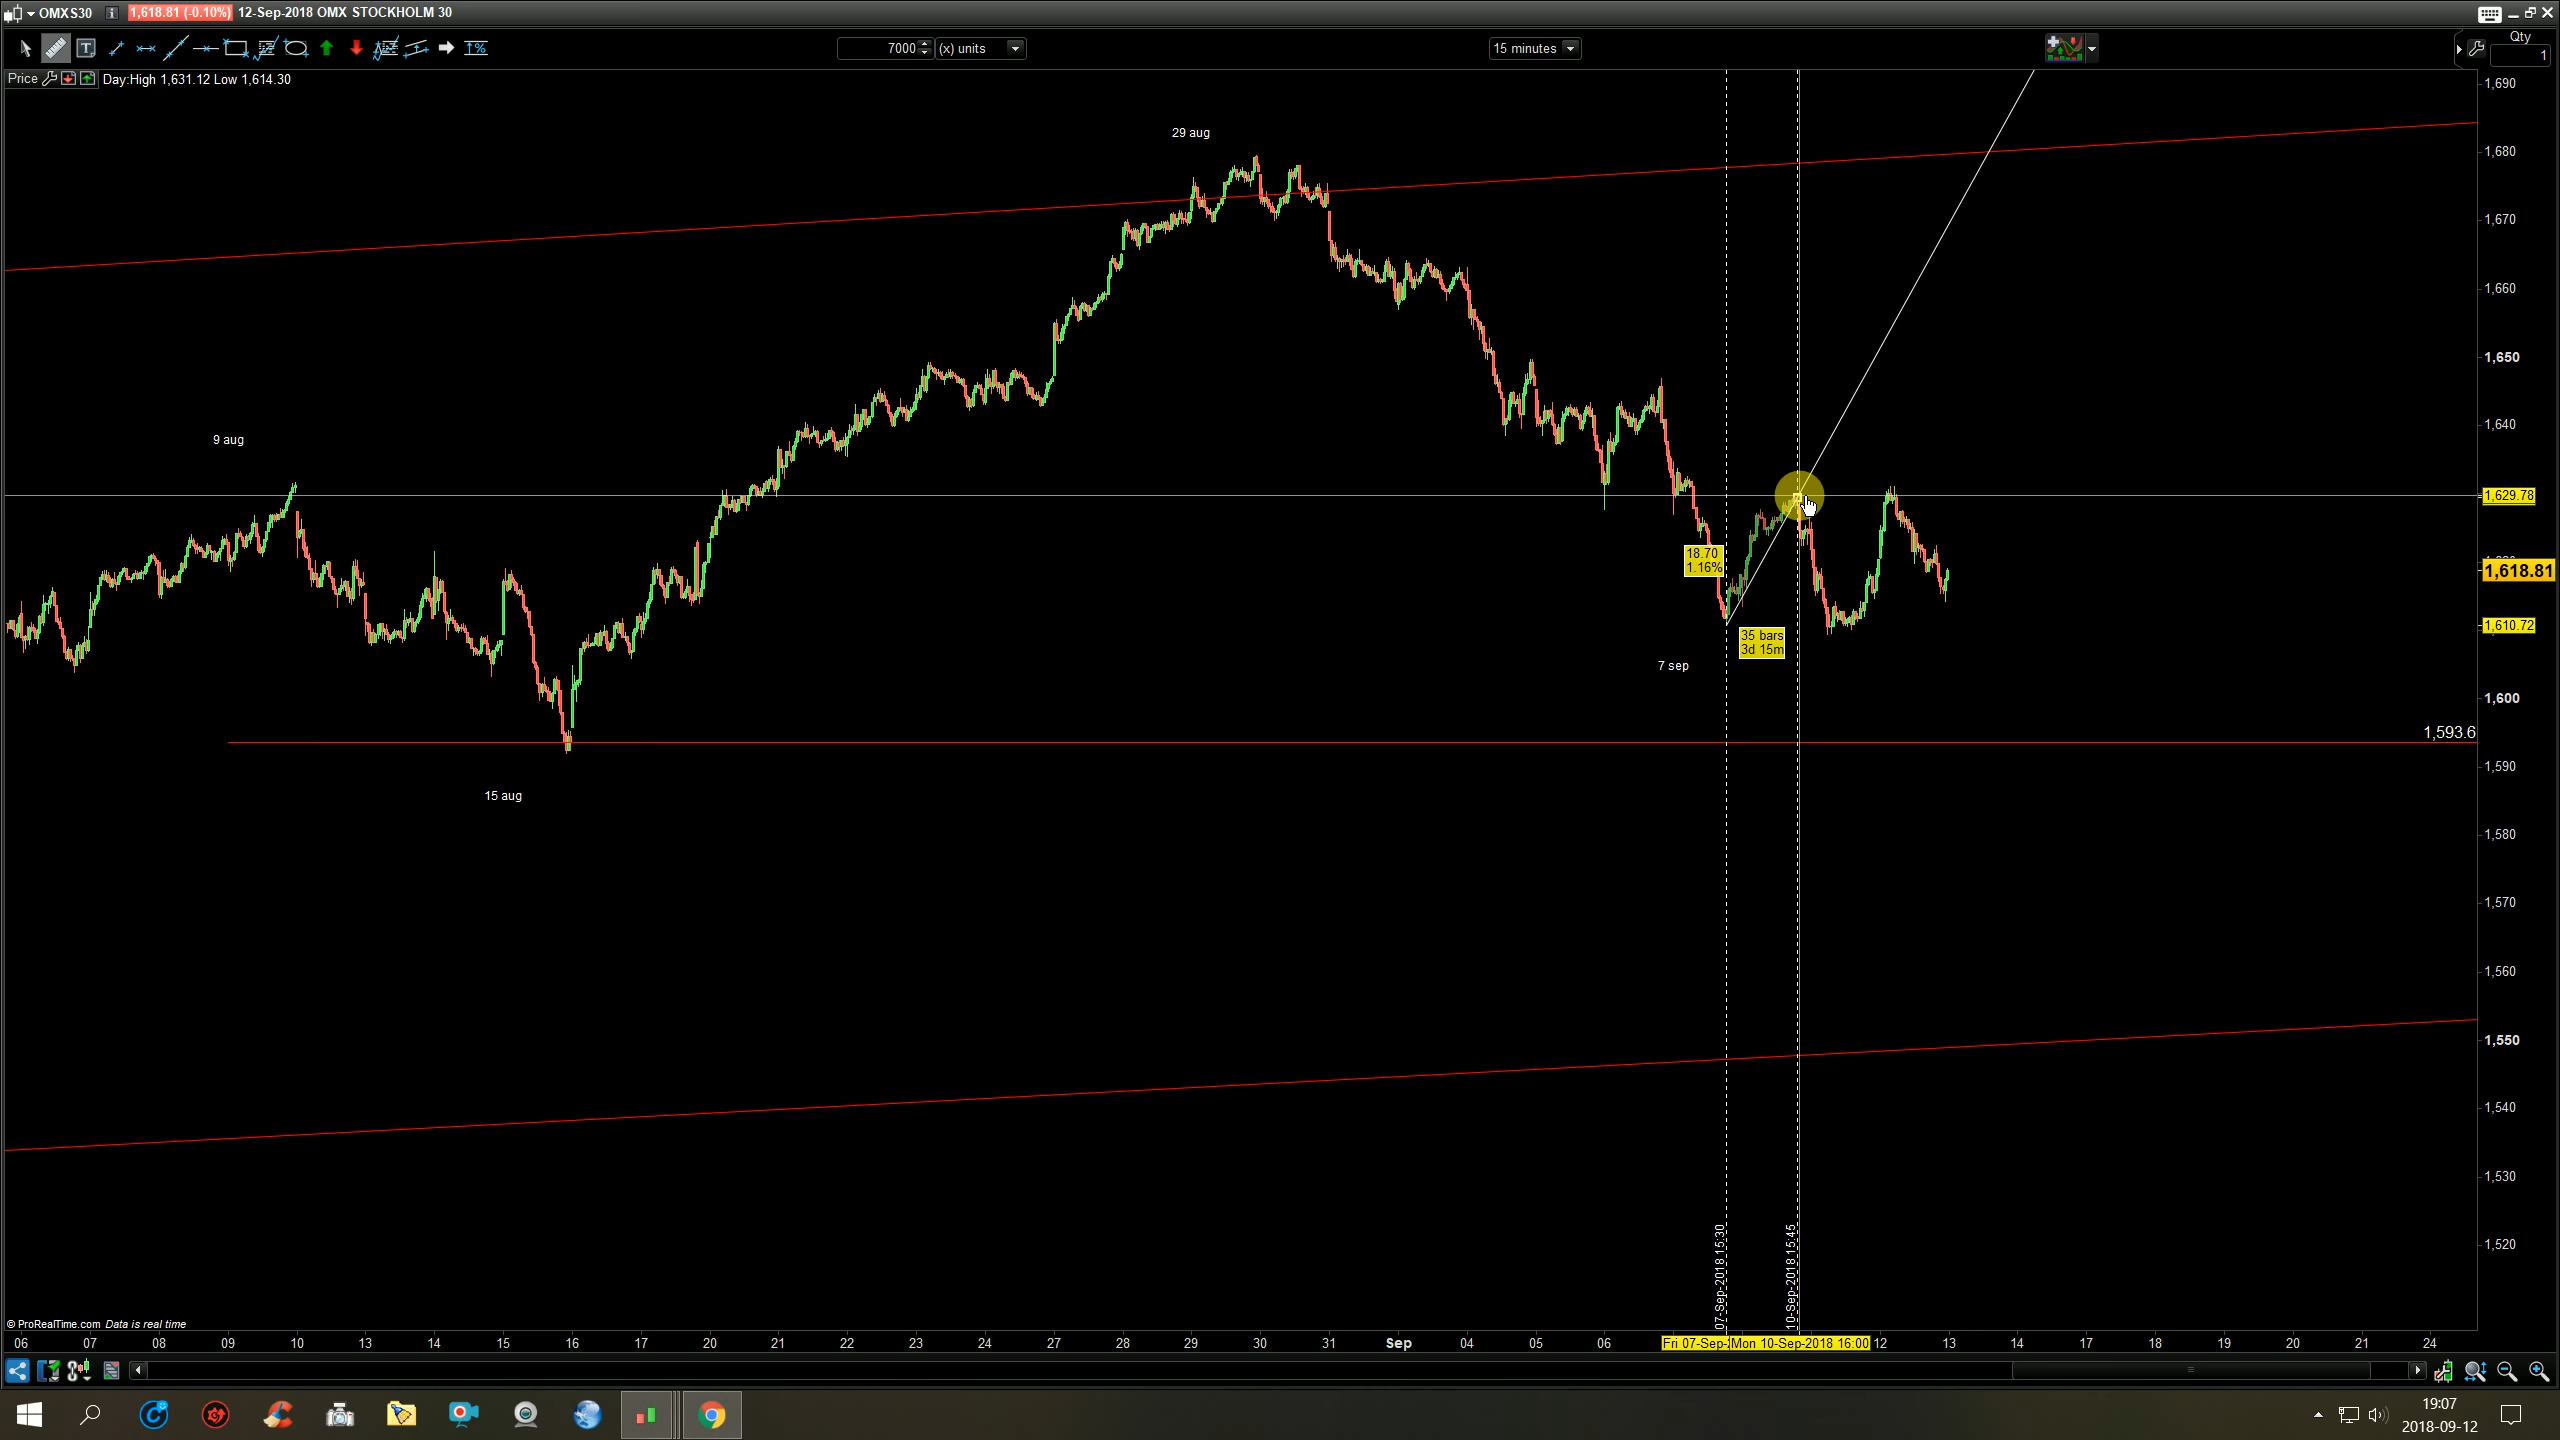 OMXS30 i 1,618.81 (-0.10%) 12-Sep-2018 OMX STOCKHOLM 30
T 7000 (x) units 15 minutes Qty
1
Price Day:High 1,631.12 Low 1,614.30
1,690
29 aug
1,680
1,670
1,660
1,650
9 aug
1,640
1,629.78
18.70
1.16%
1,618.81
1,610.72
35 bars
3d 15m
7 sep
1,600
1,593.6
1,590
15 aug
1,580
1,570
1,560
1,550
1,540
1,530
1,520
07-Sep-2018 15:30
10-Sep-2018 15:45
© ProRealTime.com Data is real time
06 07 08 09 10 13 14 15 16 17 20 21 22 23 24 27 28 29 30 31 Sep 04 05 06 Fri 07-Sep- Mon 10-Sep-2018 16:00 12 13 14 17 18 19 20 21 24
19:07
2018-09-12